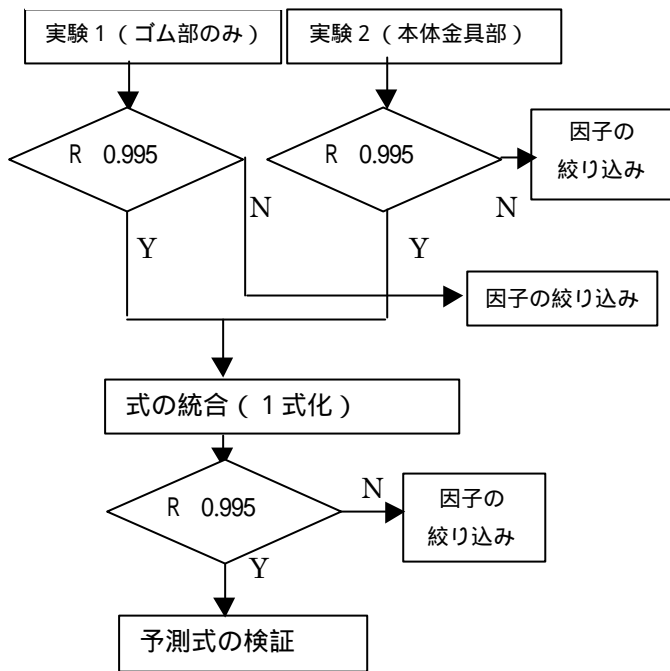 実験1（ゴム部のみ）
実験2（本体金具部）
R 0.995
R 0.995
因子の
絞り込み
N
N
Y
Y
因子の絞り込み
式の統合（1式化）
R 0.995
N
因子の
絞り込み
Y
予測式の検証